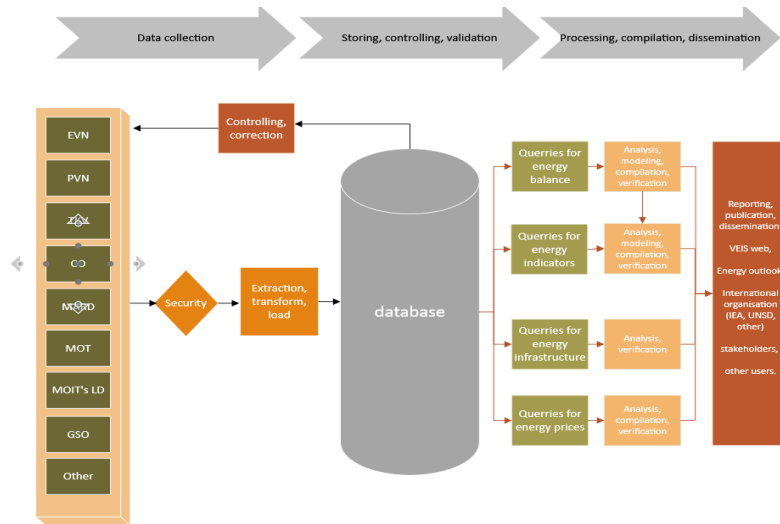 Data collection
Storing, controlling, validation
Processing, compilation, dissemination
EVN
PVN
MOT
MOIT's LD
GSO
Other
Controlling,
correction
Security
Extraction,
transform,
load
database
Querries for
energy
balance
Querries for
energy
indicators
Querries for
energy
infrastructure
Querries for
energy prices
Analysis,
modeling,
compilation,
verification
Analysis,
modeling,
compilation,
verification
Analysis,
verification
Analysis,
compilation,
verification
Reporting,
publication,
dissemination
VEIS web,
Energy outlook
International
organisation
(IEA, UNSD,
other)
stakeholders,
other users.